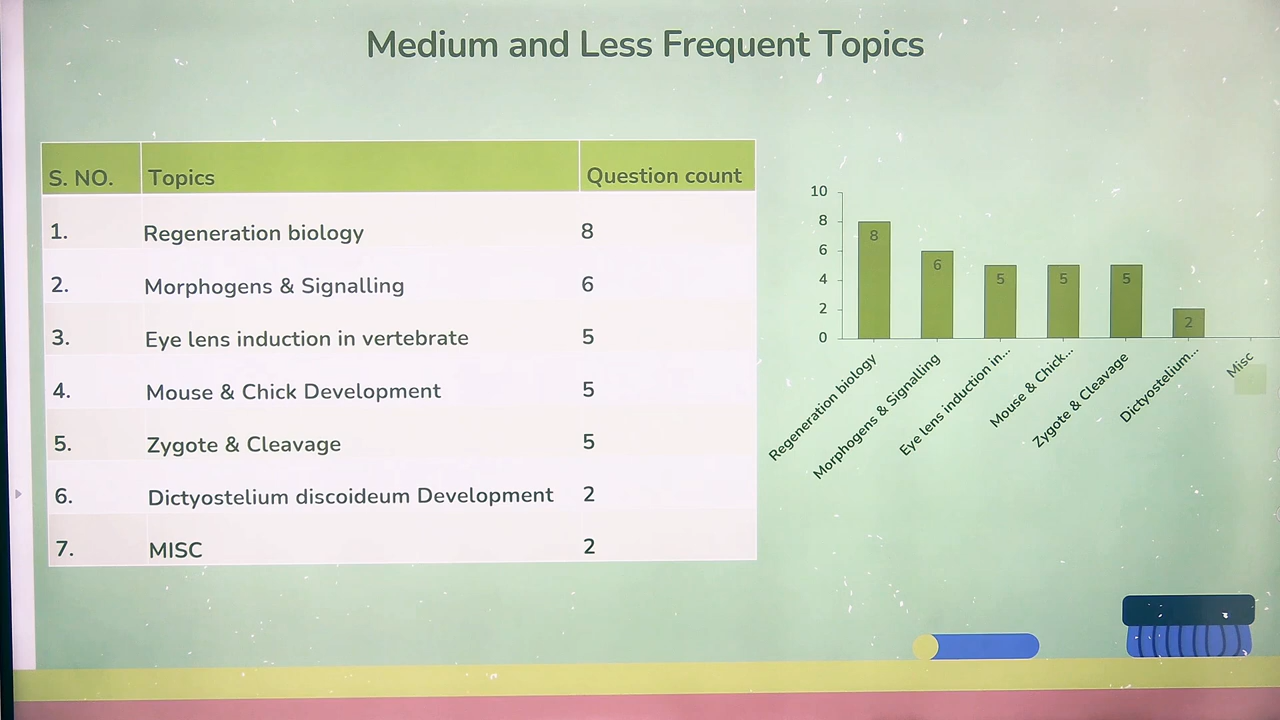 Medium and Less Frequent Topics
S. NO. Topics Question count
1. Regeneration biology 8
2. Morphogens & Signalling 6
3. Eye lens induction in vertebrate 5
4. Mouse & Chick Development 5
5. Zygote & Cleavage 5
6. Dictyostelium discoideum Development 2
7. MISC 2
10
8
6
4
2
0
8
6
5
5
5
2
Regeneration biology
Morphogens & Signalling
Eye lens induction in...
Mouse & Chick...
Zygote & Cleavage
Dictyostelium...
Misc